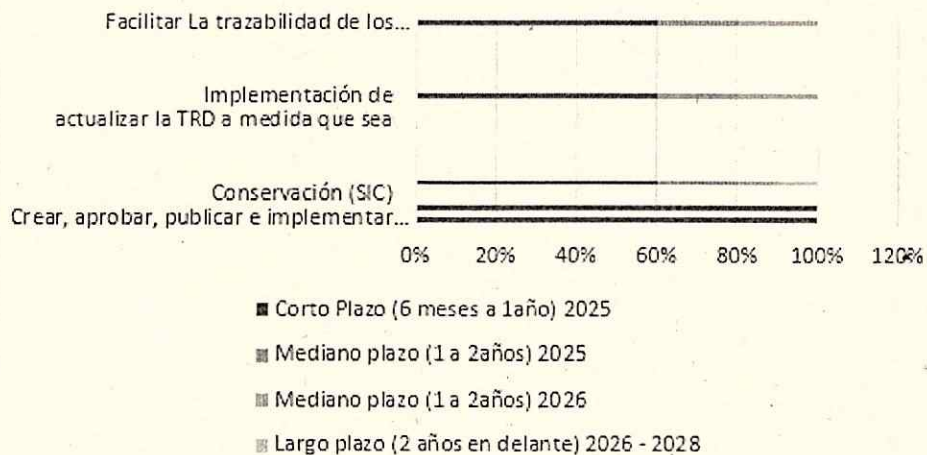 Facilitar La trazabilidad de los...
Implementación de
actualizar la TRD a medida que sea
Conservación (SIC)
Crear, aprobar, publicar e implementar...
0% 20% 40% 60% 80% 100% 120%
Corto Plazo (6 meses a 1año) 2025
Mediano plazo (1 a 2años) 2025
Mediano plazo (1 a 2años) 2026
Largo plazo (2 años en delante) 2026 - 2028